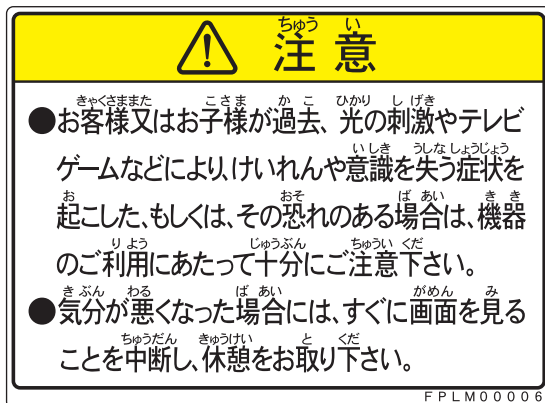 注意
●お客様又はお子様が過去、光の刺激やテレビ
ゲームなどにより、けいれんや意識を失う症状を
起こした、もしくは、その恐れのある場合は、機器
のご利用にあたって十分にご注意下さい。
●気分が悪くなった場合には、すぐに画面を見る
ことを中断し、休憩をお取り下さい。
FPLM00006